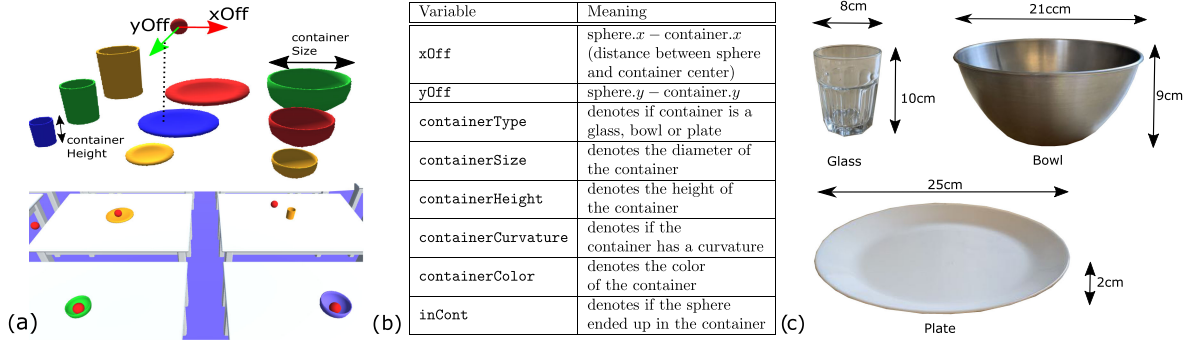 yOff
xOff
container
Size
container
Height
(a)
Variable
Meaning
xOff
sphere.x − container.x
(distance between sphere
and container center)
yOff
sphere.y − container.y
containerType
denotes if container is a
glass, bowl or plate
containerSize
denotes the diameter of
the container
containerHeight
denotes the height of
the container
containerCurvature
denotes if the
container has a curvature
containerColor
denotes the color
of the container
inCont
denotes if the sphere
ended up in the container
(b)
8cm
10cm
Glass
21ccm
9cm
Bowl
25cm
2cm
Plate
(c)